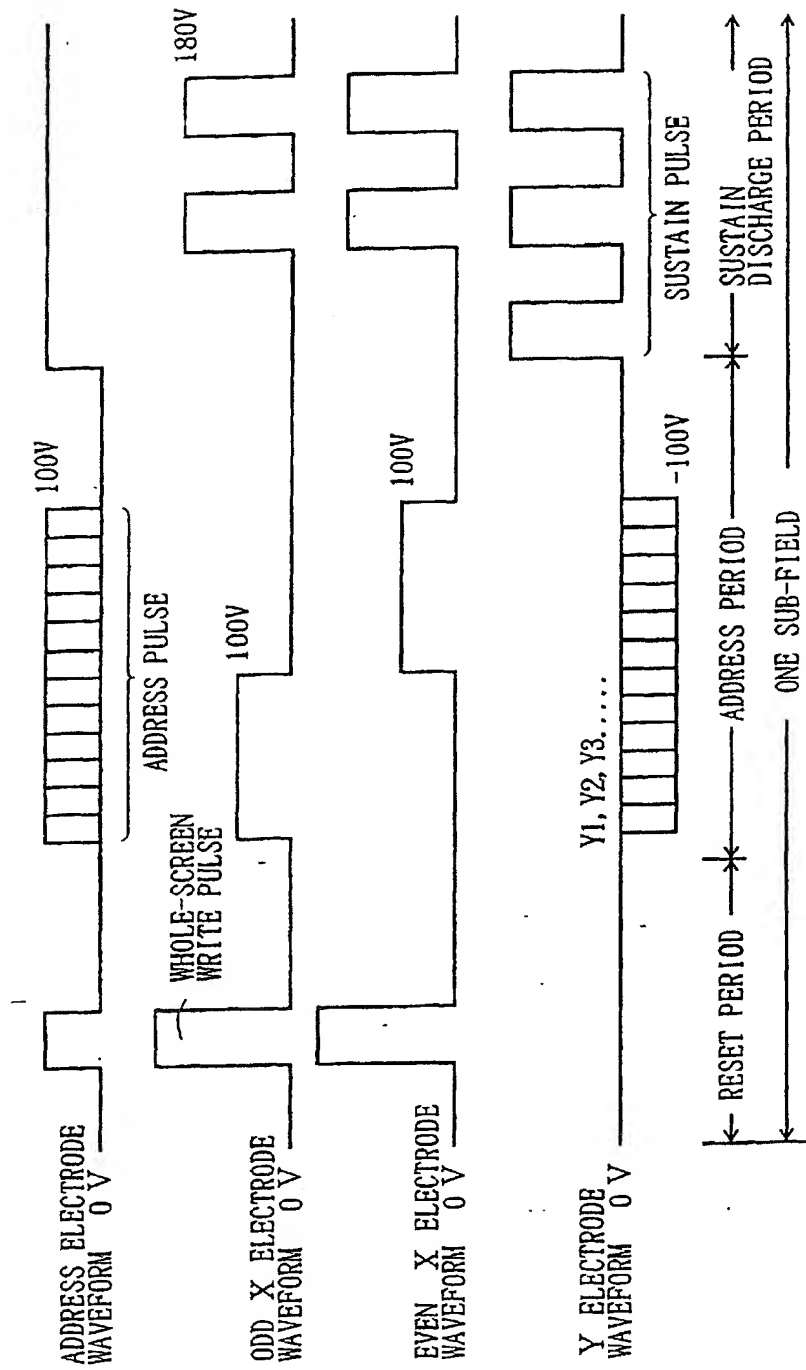 ADDRESS ELECTRODE
WAVEFORM 0 V
100V
ADDRESS PULSE
ODD X ELECTRODE
WAVEFORM 0 V
WHOLE-SCREEN
WRITE PULSE
100V
180V
EVEN X ELECTRODE
WAVEFORM 0 V
100V
Y ELECTRODE
WAVEFORM 0 V
Y1, Y2, Y3.....
-100V
SUSTAIN PULSE
RESET PERIOD
ADDRESS PERIOD
SUSTAIN
DISCHARGE PERIOD
ONE SUB-FIELD